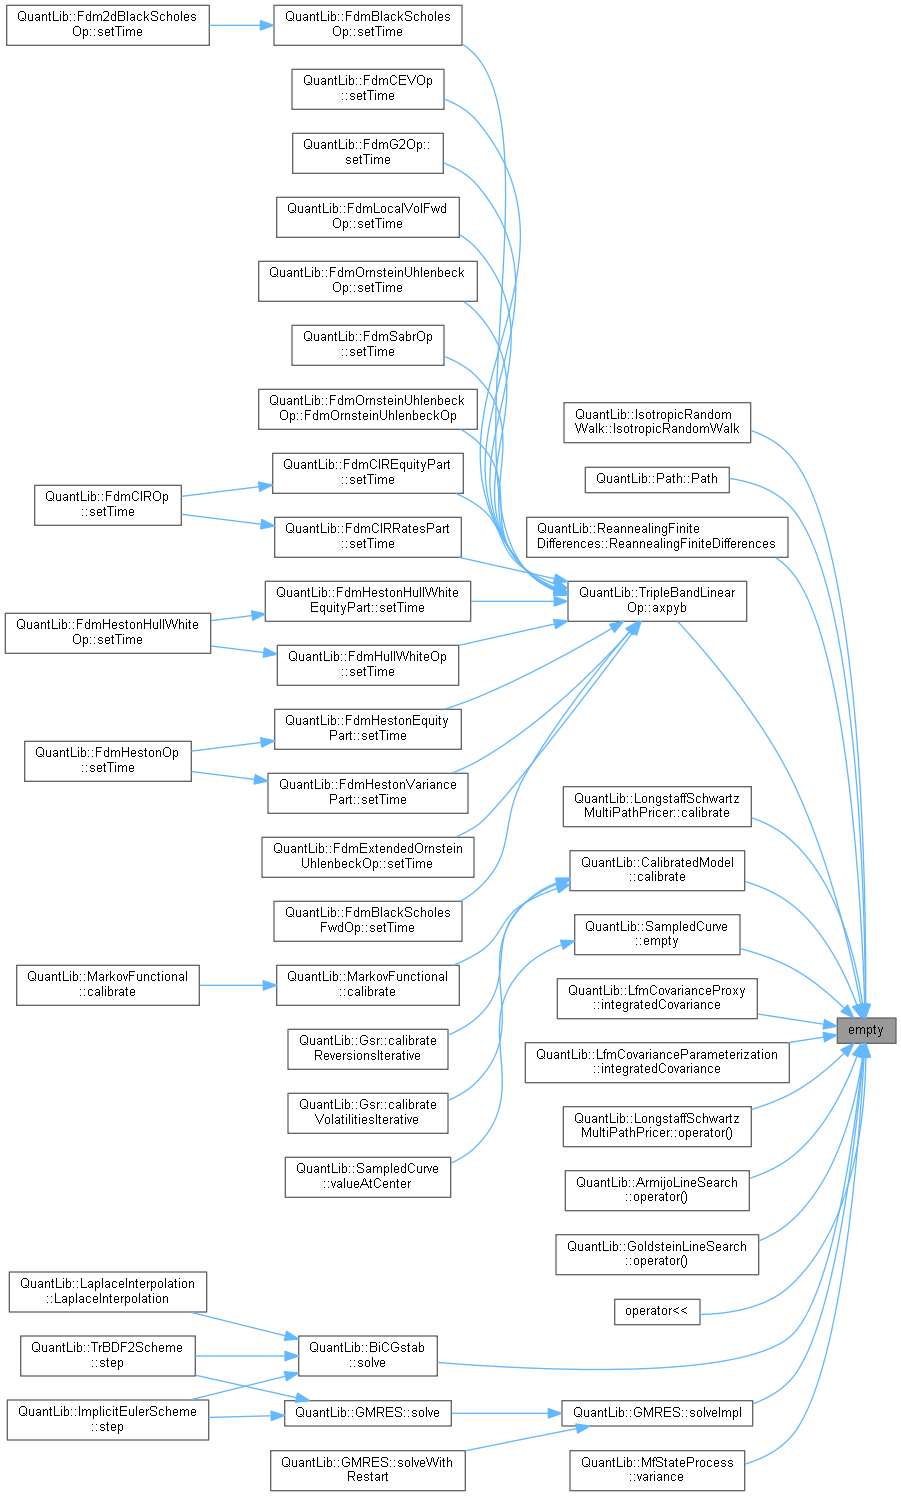 QuantLib::Fdm2dBlackScholes
Op::setTime
QuantLib::FdmBlackScholes
Op::setTime
QuantLib::FdmCEVOp
::setTime
QuantLib::FdmG2Op::
setTime
QuantLib::FdmLocalVolFwd
Op::setTime
QuantLib::FdmOrnsteinUhlenbeck
Op::setTime
QuantLib::FdmSabrOp
::setTime
QuantLib::FdmOrnsteinUhlenbeck
Op::FdmOrnsteinUhlenbeckOp
QuantLib::IsotropicRandom
Walk::IsotropicRandomWalk
QuantLib::FdmCIREquityPart
::setTime
QuantLib::Path::Path
QuantLib::FdmCIROp
::setTime
QuantLib::FdmCIRRatesPart
::setTime
QuantLib::ReannealingFinite
Differences::ReannealingFiniteDifferences
QuantLib::FdmHestonHullWhite
EquityPart::setTime
QuantLib::TripleBandLinear
Op::axpyb
QuantLib::FdmHestonHullWhite
Op::setTime
QuantLib::FdmHullWhiteOp
::setTime
QuantLib::FdmHestonEquity
Part::setTime
QuantLib::FdmHestonOp
::setTime
QuantLib::FdmHestonVariance
Part::setTime
QuantLib::LongstaffSchwartz
MultiPathPricer::calibrate
QuantLib::FdmExtendedOrnstein
UhlenbeckOp::setTime
QuantLib::CalibratedModel
::calibrate
QuantLib::FdmBlackScholes
FwdOp::setTime
QuantLib::SampledCurve
::empty
QuantLib::MarkovFunctional
::calibrate
QuantLib::MarkovFunctional
::calibrate
QuantLib::LfmCovarianceProxy
::integratedCovariance
empty
QuantLib::Gsr::calibrate
ReversionsIterative
QuantLib::LfmCovarianceParameterization
::integratedCovariance
QuantLib::Gsr::calibrate
VolatilitiesIterative
QuantLib::LongstaffSchwartz
MultiPathPricer::operator()
QuantLib::SampledCurve
::valueAtCenter
QuantLib::ArmijoLineSearch
::operator()
QuantLib::GoldsteinLineSearch
::operator()
QuantLib::LaplaceInterpolation
::LaplaceInterpolation
operator<<
QuantLib::TrBDF2Scheme
::step
QuantLib::BiCGstab
::solve
QuantLib::ImplicitEulerScheme
::step
QuantLib::GMRES::solve
QuantLib::GMRES::solveImpl
QuantLib::GMRES::solveWith
Restart
QuantLib::MfStateProcess
::variance